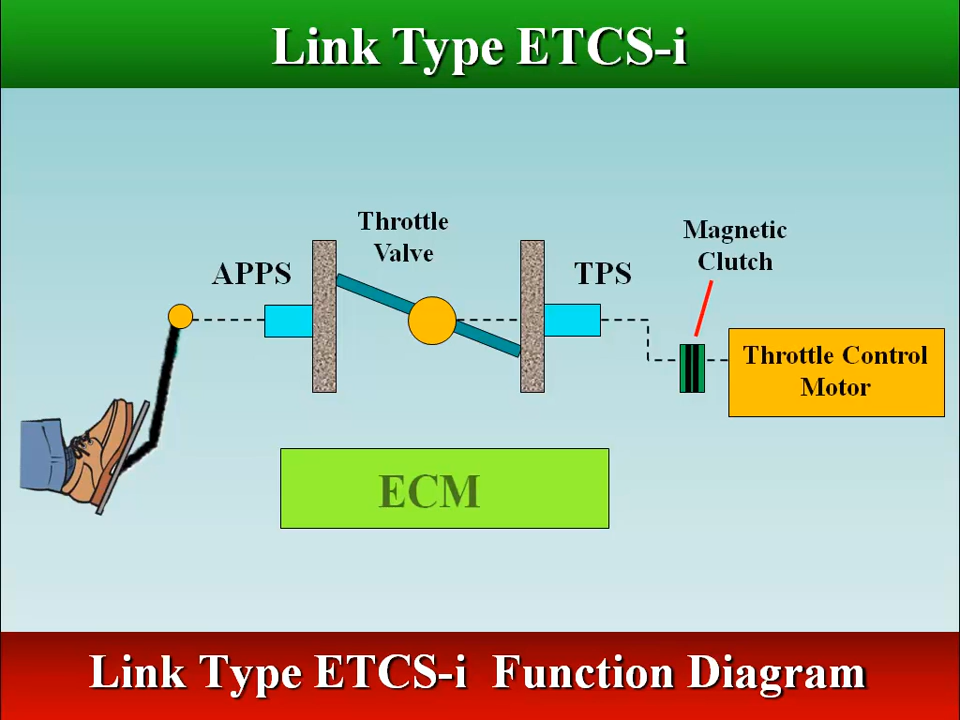 Link Type ETCS-i
Throttle
Valve
Magnetic
Clutch
APPS
TPS
Throttle Control
Motor
ECM
Link Type ETCS-i Function Diagram